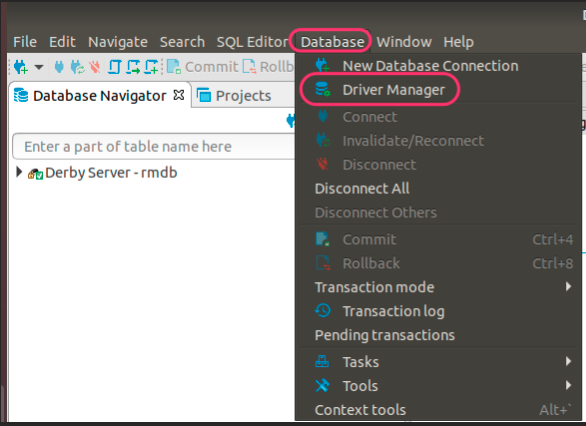 File Edit Navigate Search SQL Editor Database Window Help
Commit Rollb
Database Navigator Projects
Enter a part of table name here
Derby Server - rmdb
New Database Connection
Driver Manager
Connect
Invalidate/Reconnect
Disconnect
Disconnect All
Disconnect Others
Commit Ctrl+4
Rollback Ctrl+8
Transaction mode
Transaction log
Pending transactions
Tasks
Tools
Context tools Alt+`